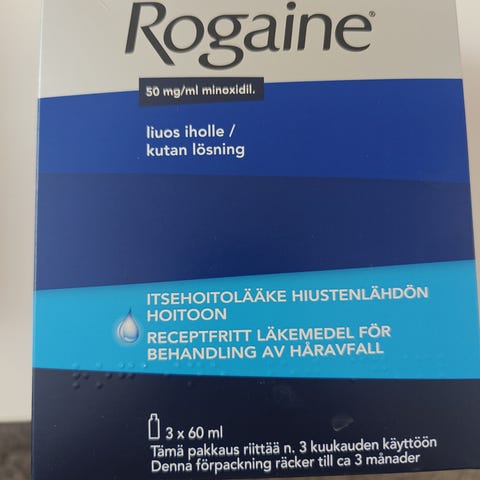 Rogaine®
50 mg/ml minoxidil.
liuos iholle /
kutan lösning
ITSEHOITOLÄÄKE HIUSTENLÄHDÖN
HOITOON
RECEPTFRITT LÄKEMEDEL FÖR
BEHANDLING AV HÅRAVFALL
3 x 60 ml
Tämä pakkaus riittää n. 3 kuukauden käyttöön
Denna förpackning räcker till ca 3 månader